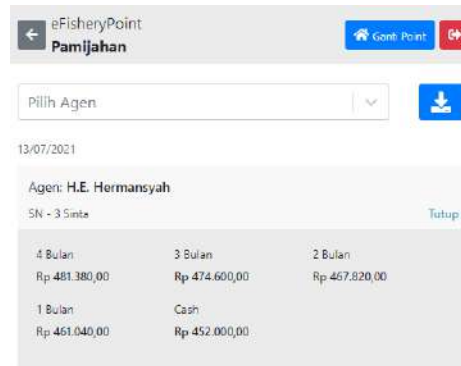 eFisheryPoint
Pamijahan
Ganti Point
Pilih Agen
13/07/2021
Agen: H.E. Hermansyah
SN - 3 Sinta
Tutup
4 Bulan
3 Bulan
2 Bulan
Rp 481.380,00
Rp 474.600,00
Rp 467.820,00
1 Bulan
Cash
Rp 461.040,00
Rp 452.000,00